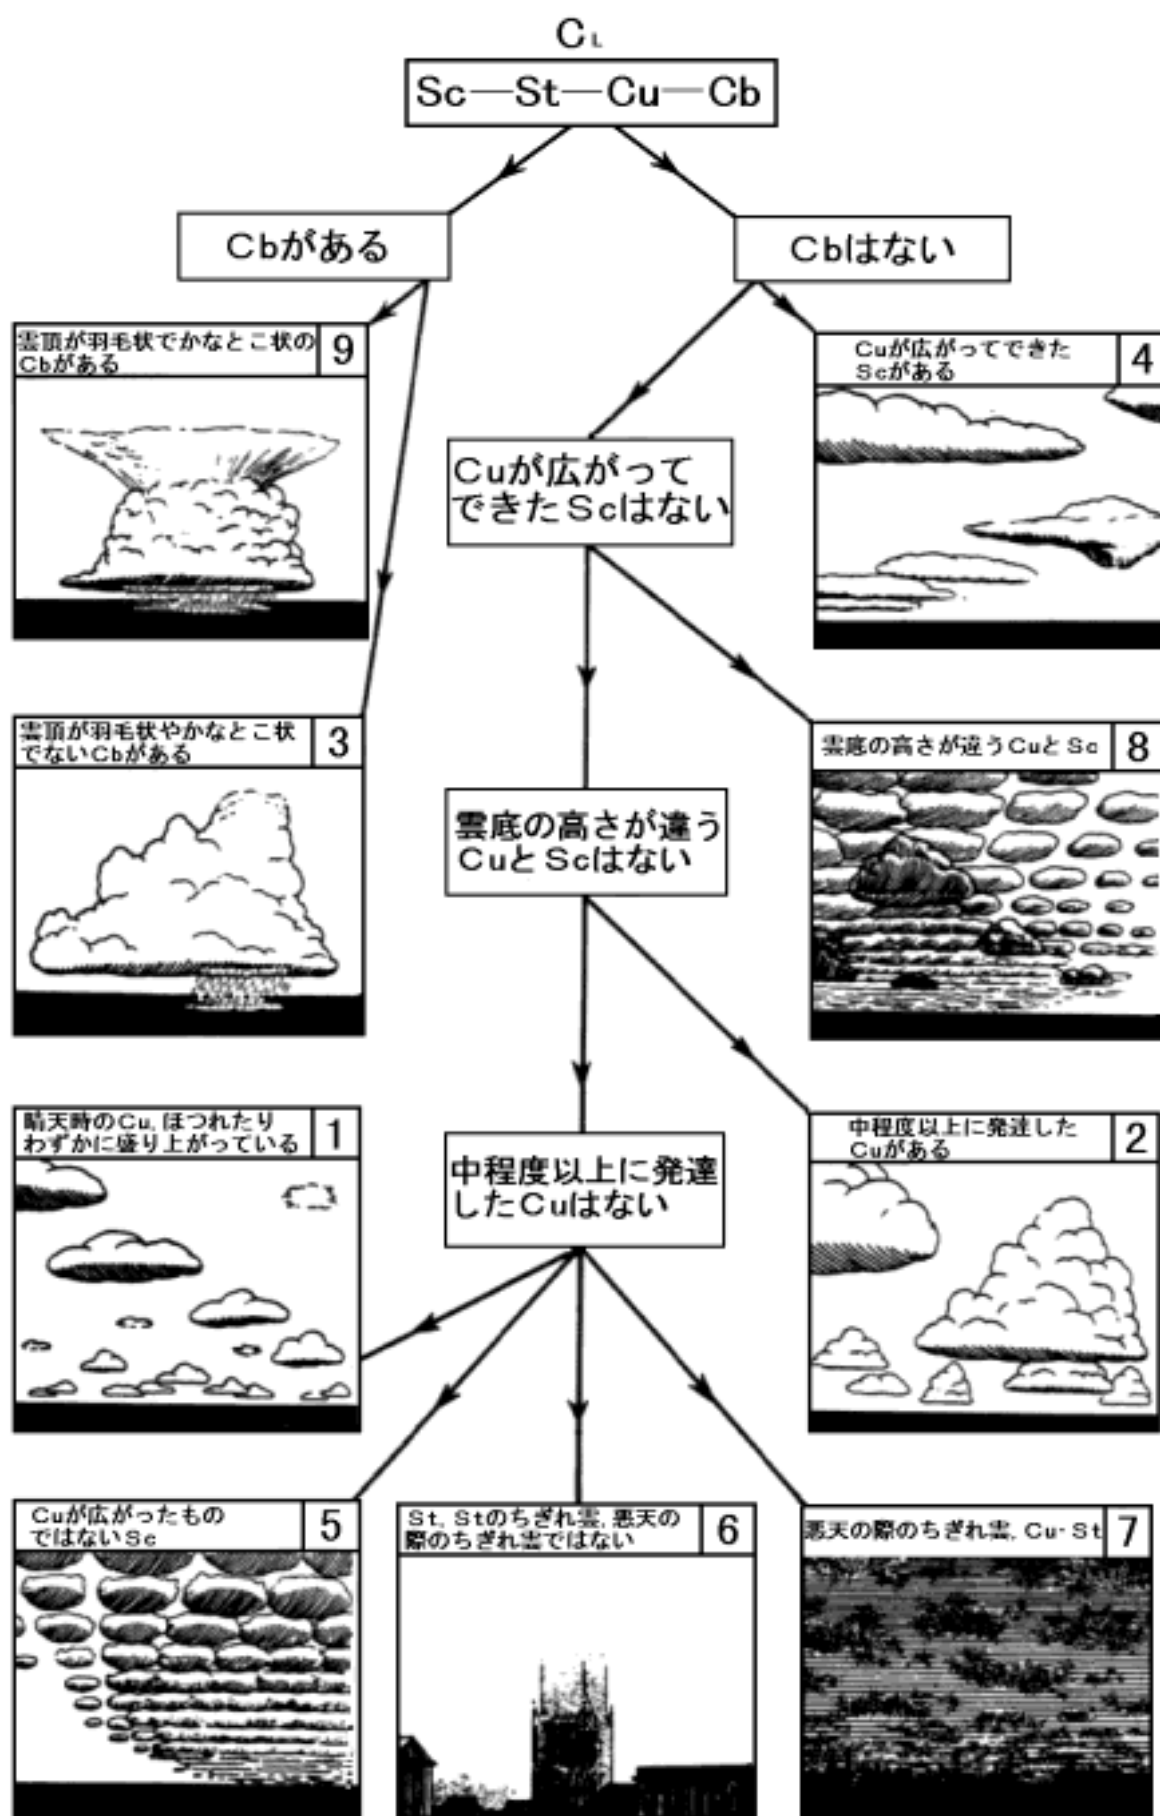 CL
Sc―St―Cu―Cb
Cbがある
Cbはない
雲頂が羽毛状でかなとこ状の
Cbがある
9
Cuが広がってできた
Scがある
4
Cuが広がって
できたScはない
雲頂が羽毛状やかなとこ状
でないCbがある
3
雲底の高さが違うCuとSc
8
雲底の高さが違う
CuとScはない
晴天時のCu,ほつれたり
わずかに盛り上がっている
1
中程度以上に発達
したCuはない
中程度以上に発達した
Cuがある
2
Cuが広がったもの
ではないSc
5
St,Stのちぎれ雲,悪天の
際のちぎれ雲ではない
6
悪天の際のちぎれ雲,Cu・St
7